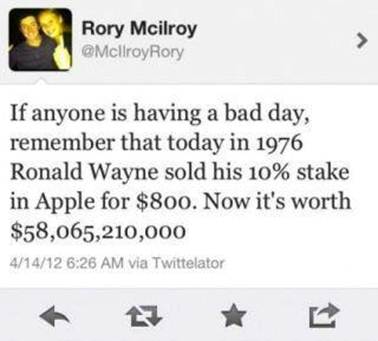 Rory Mcilroy
@McIlroyRory
If anyone is having a bad day,
remember that today in 1976
Ronald Wayne sold his 10% stake
in Apple for $800. Now it's worth
$58,065,210,000
4/14/12 6:26 AM via Twittelator